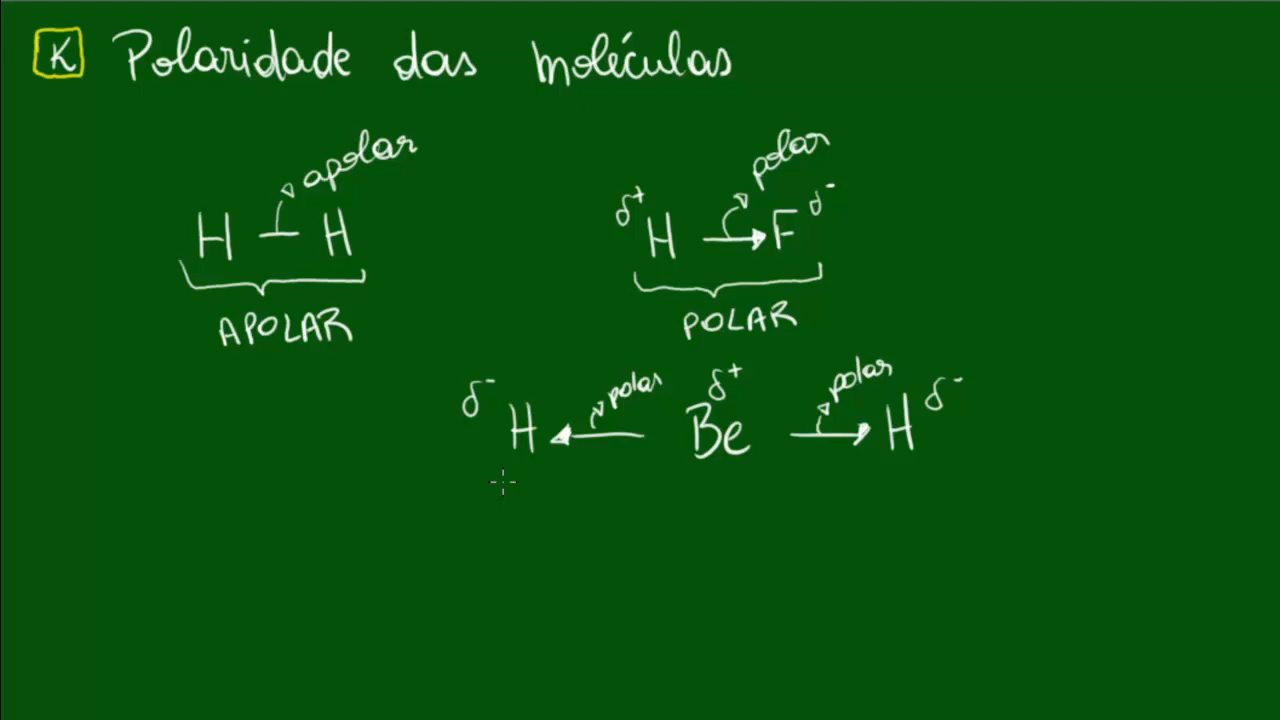 K Polaridade das moléculas
apolar
polar
H — H
δ+ H → F δ-
APOLAR
POLAR
polar
polar
δ- H ← Be δ+ → H δ-